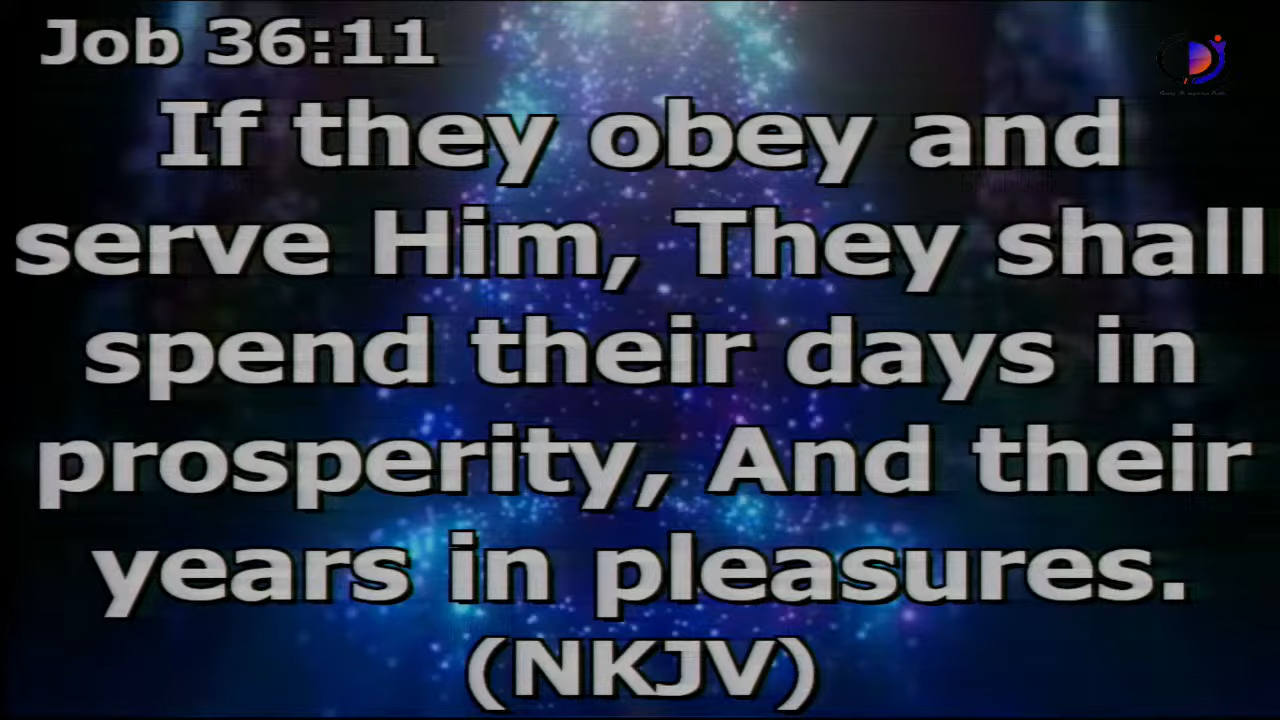 Job 36:11
If they obey and
serve Him, They shall
spend their days in
prosperity, And their
years in pleasures.
(NKJV)